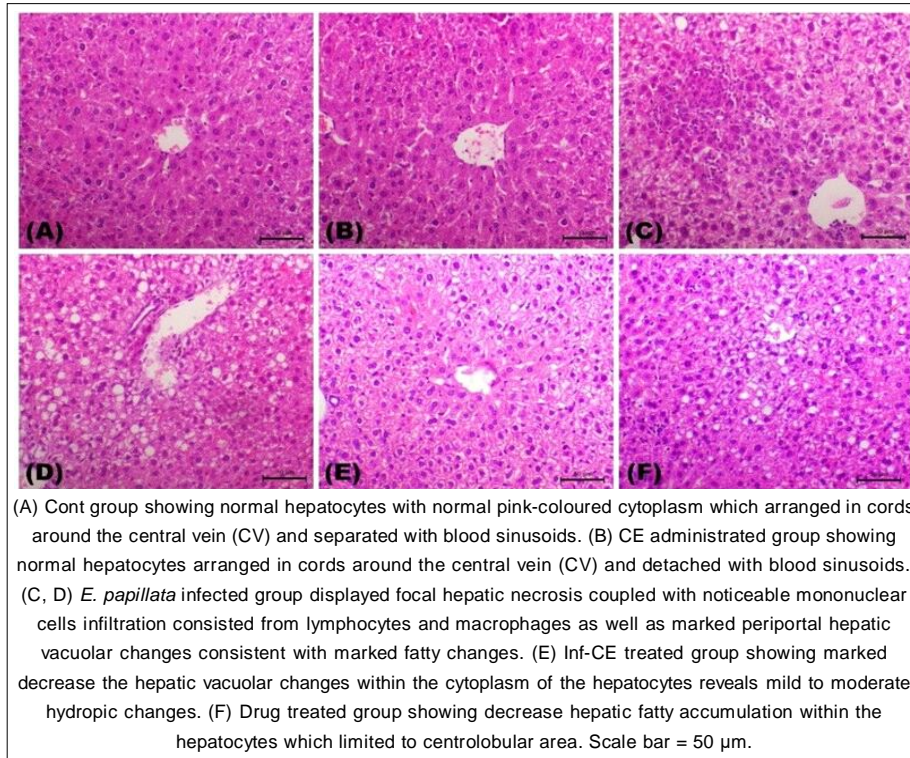 (A)
(B)
(C)
(D)
(E)
(F)
(A) Cont group showing normal hepatocytes with normal pink-coloured cytoplasm which arranged in cords
around the central vein (CV) and separated with blood sinusoids. (B) CE administrated group showing
normal hepatocytes arranged in cords around the central vein (CV) and detached with blood sinusoids.
(C, D) E. papillata infected group displayed focal hepatic necrosis coupled with noticeable mononuclear
cells infiltration consisted from lymphocytes and macrophages as well as marked periportal hepatic
vacuolar changes consistent with marked fatty changes. (E) Inf-CE treated group showing marked
decrease the hepatic vacuolar changes within the cytoplasm of the hepatocytes reveals mild to moderate
hydropic changes. (F) Drug treated group showing decrease hepatic fatty accumulation within the
hepatocytes which limited to centrolobular area. Scale bar = 50 µm.